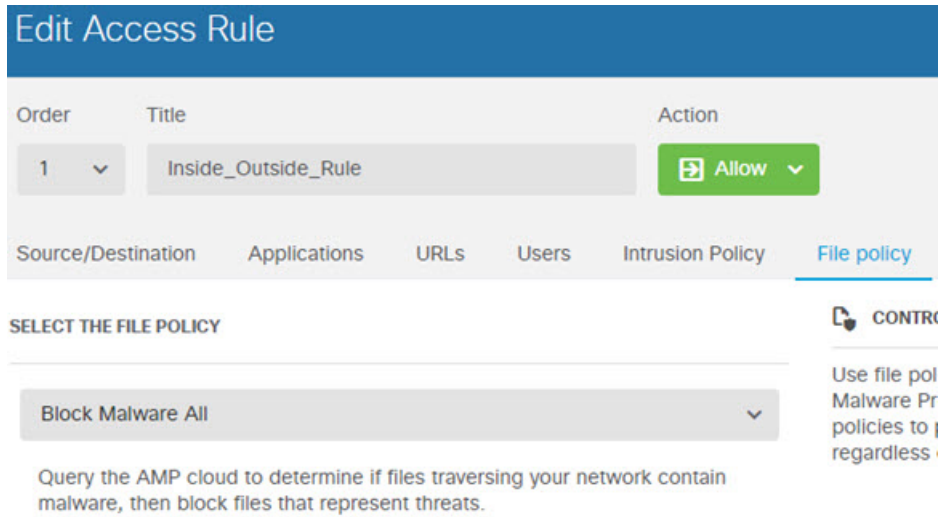 Edit Access Rule
Order Title Action
1 Inside_Outside_Rule Allow
Source/Destination Applications URLs Users Intrusion Policy File policy
SELECT THE FILE POLICY
CONTRO
Block Malware All
Use file pol
Malware Pr
policies to p
regardless
Query the AMP cloud to determine if files traversing your network contain
malware, then block files that represent threats.